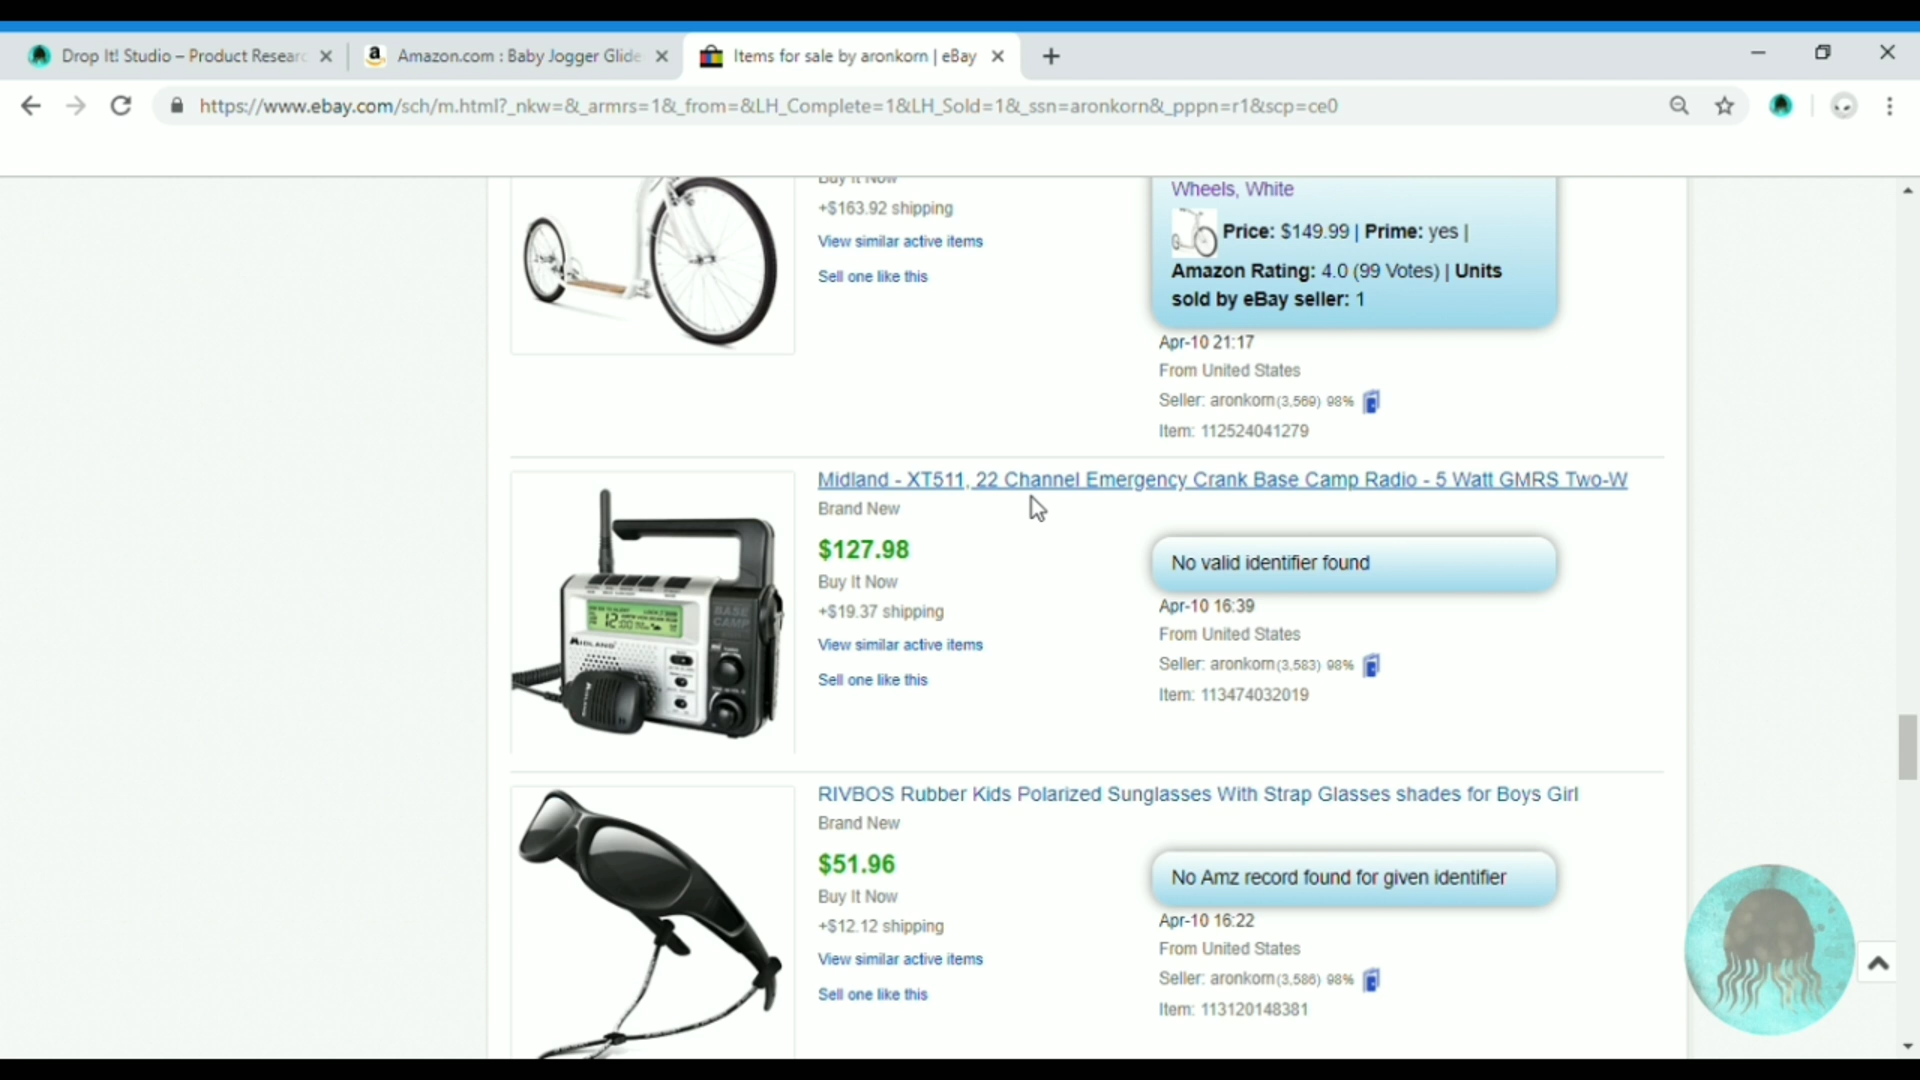 Drop It! Studio – Product Researc
Amazon.com : Baby Jogger Glide
Items for sale by aronkorn | eBay
https://www.ebay.com/sch/m.html?_nkw=&_armrs=1&_from=&LH_Complete=1&LH_Sold=1&_ssn=aronkorn&_pppn=r1&scp=ce0
Buy It Now
+$163.92 shipping
View similar active items
Sell one like this
Wheels, White
Price: $149.99 | Prime: yes |
Amazon Rating: 4.0 (99 Votes) | Units
sold by eBay seller: 1
Apr-10 21:17
From United States
Seller: aronkorn(3,569) 98%
Item: 112524041279
Midland - XT511, 22 Channel Emergency Crank Base Camp Radio - 5 Watt GMRS Two-W
Brand New
$127.98
Buy It Now
+$19.37 shipping
View similar active items
Sell one like this
No valid identifier found
Apr-10 16:39
From United States
Seller: aronkorn(3,583) 98%
Item: 113474032019
BASE
CAMP
12:00
MIDLAND
RIVBOS Rubber Kids Polarized Sunglasses With Strap Glasses shades for Boys Girl
Brand New
$51.96
Buy It Now
+$12.12 shipping
View similar active items
Sell one like this
No Amz record found for given identifier
Apr-10 16:22
From United States
Seller: aronkorn(3,586) 98%
Item: 113120148381